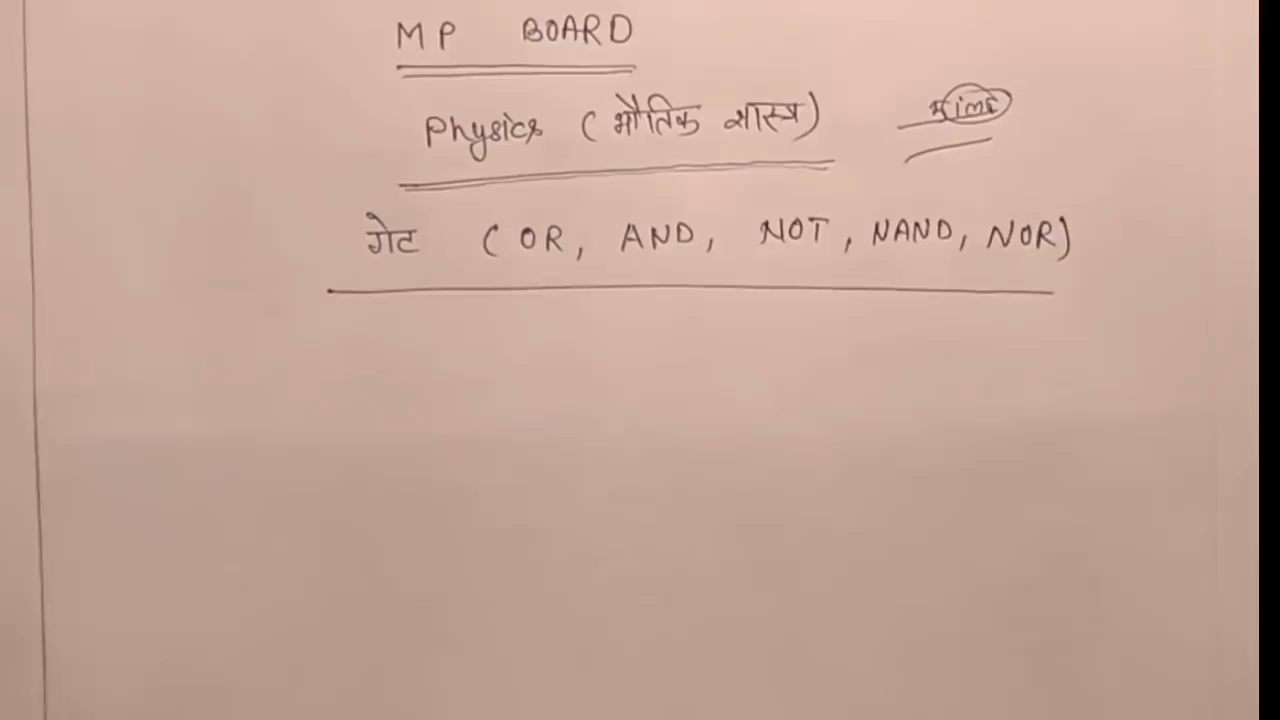 MP BOARD
Physics (भौतिक शास्त्र)
गेट (OR, AND, NOT, NAND, NOR)